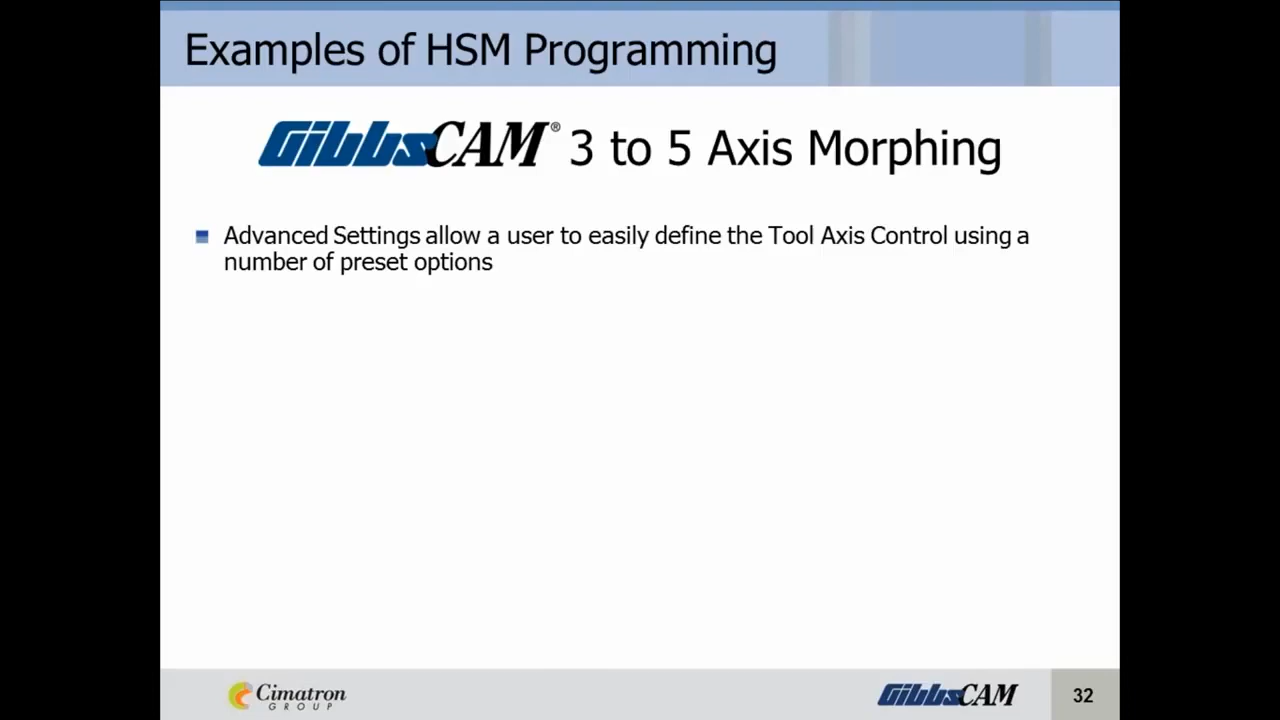 Examples of HSM Programming
GibbsCAM® 3 to 5 Axis Morphing
Advanced Settings allow a user to easily define the Tool Axis Control using a
number of preset options
Cimatron
GROUP
GibbsCAM
32